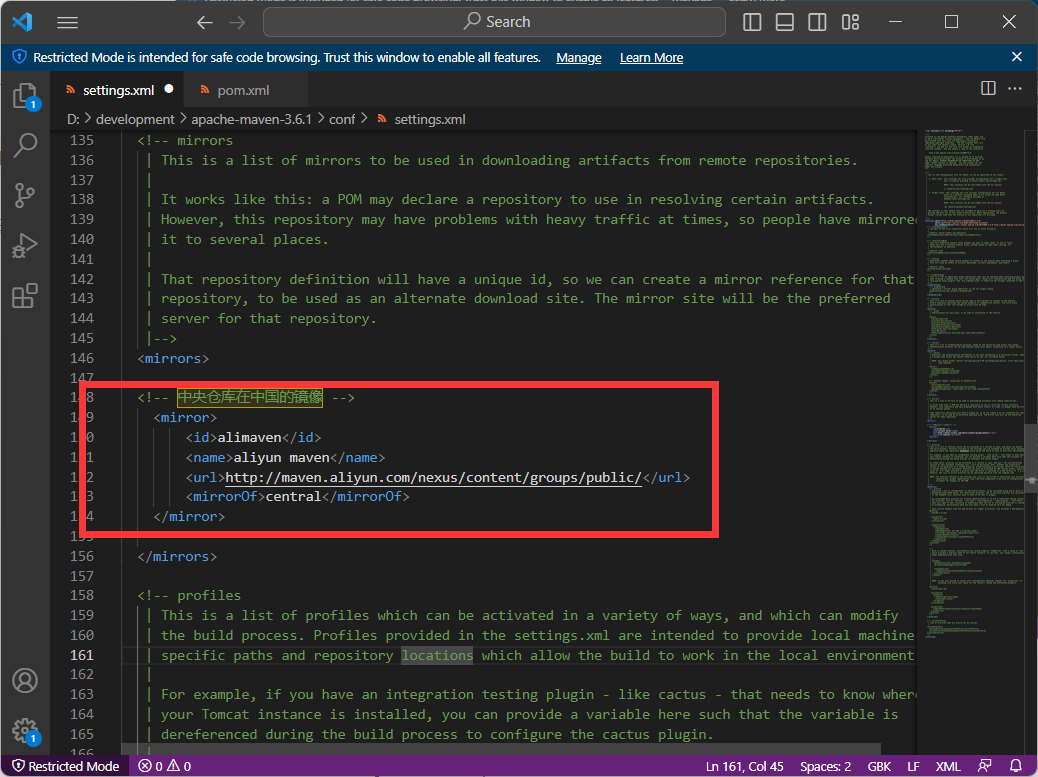 Search
Restricted Mode is intended for safe code browsing. Trust this window to enable all features. Manage Learn More
1
settings.xml
pom.xml
D: > development > apache-maven-3.6.1 > conf > settings.xml
135 <!-- mirrors
136 | This is a list of mirrors to be used in downloading artifacts from remote repositories.
137 |
138 | It works like this: a POM may declare a repository to use in resolving certain artifacts.
139 | However, this repository may have problems with heavy traffic at times, so people have mirrored
140 | it to several places.
141 |
142 | That repository definition will have a unique id, so we can create a mirror reference for that
143 | repository, to be used as an alternate download site. The mirror site will be the preferred
144 | server for that repository.
145 |-->
146 <mirrors>
147
148 <!-- 中央仓库在中国的镜像 -->
149 <mirror>
150 <id>alimaven</id>
151 <name>aliyun maven</name>
152 <url>http://maven.aliyun.com/nexus/content/groups/public/</url>
153 <mirrorOf>central</mirrorOf>
154 </mirror>
155
156 </mirrors>
157
158 <!-- profiles
159 | This is a list of profiles which can be activated in a variety of ways, and which can modify
160 | the build process. Profiles provided in the settings.xml are intended to provide local machine
161 | specific paths and repository locations which allow the build to work in the local environment
162 |
163 | For example, if you have an integration testing plugin - like cactus - that needs to know where
164 | your Tomcat instance is installed, you can provide a variable here such that the variable is
165 | dereferenced during the build process to configure the cactus plugin.
166 |
1
Restricted Mode 0 0 Ln 161, Col 45 Spaces: 2 GBK LF XML